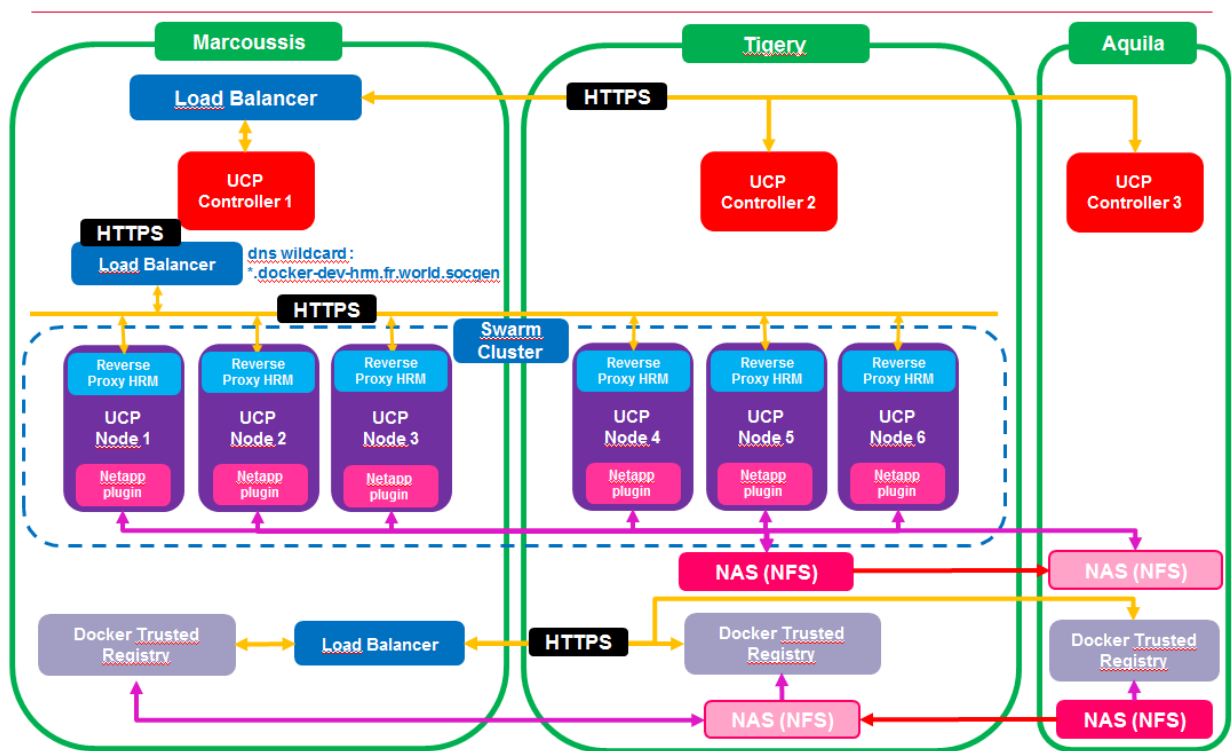 Marcoussis
Tigery
Aquila
Load Balancer
HTTPS
UCP
Controller 1
UCP
Controller 2
UCP
Controller 3
HTTPS
Load Balancer
dns wildcard :
*.docker-dev-hrm.fr.world.socgen
HTTPS
Swarm
Cluster
Reverse
Proxy HRM
UCP
Node 1
Netapp
plugin
Reverse
Proxy HRM
UCP
Node 2
Netapp
plugin
Reverse
Proxy HRM
UCP
Node 3
Netapp
plugin
Reverse
Proxy HRM
UCP
Node 4
Netapp
plugin
Reverse
Proxy HRM
UCP
Node 5
Netapp
plugin
Reverse
Proxy HRM
UCP
Node 6
Netapp
plugin
NAS (NFS)
NAS (NFS)
Docker Trusted
Registry
Load Balancer
HTTPS
Docker Trusted
Registry
Docker Trusted
Registry
NAS (NFS)
NAS (NFS)